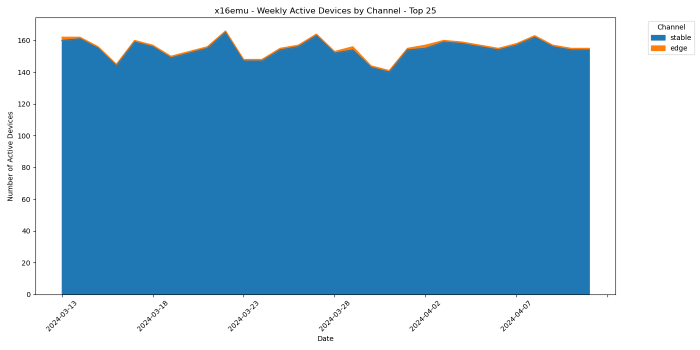 x16emu - Weekly Active Devices by Channel - Top 25
Channel
stable
edge
Number of Active Devices
160
140
120
100
80
60
40
20
0
2024-03-13
2024-03-18
2024-03-23
2024-03-28
2024-04-02
2024-04-07
Date